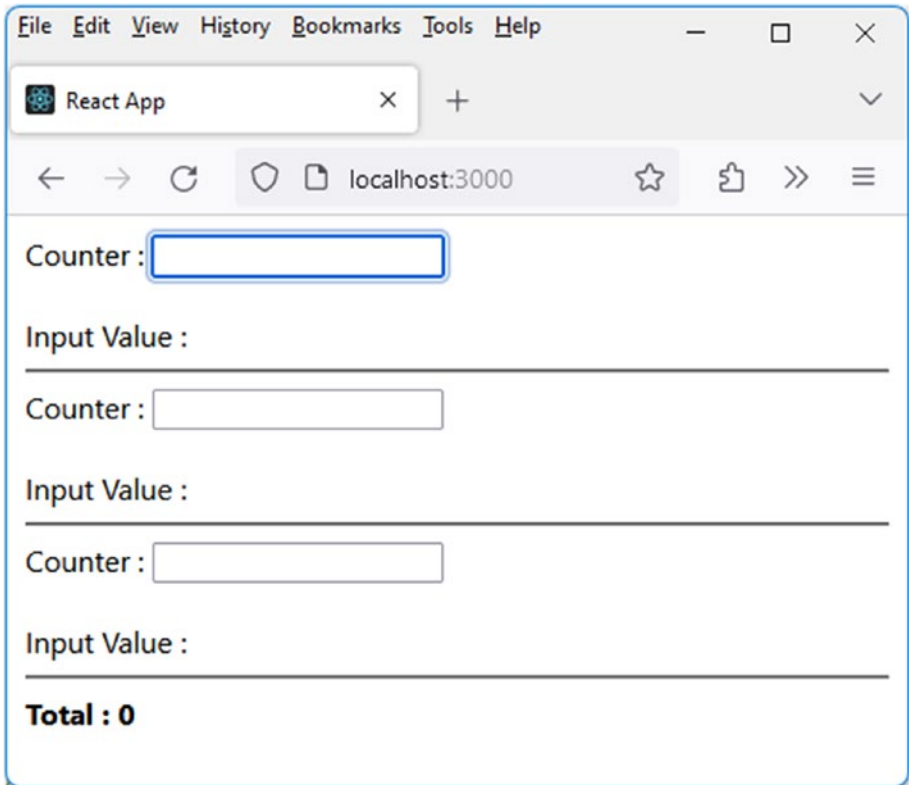 File Edit View History Bookmarks Tools Help
React App
localhost:3000
Counter :
Input Value :
Counter :
Input Value :
Counter :
Input Value :
Total : 0